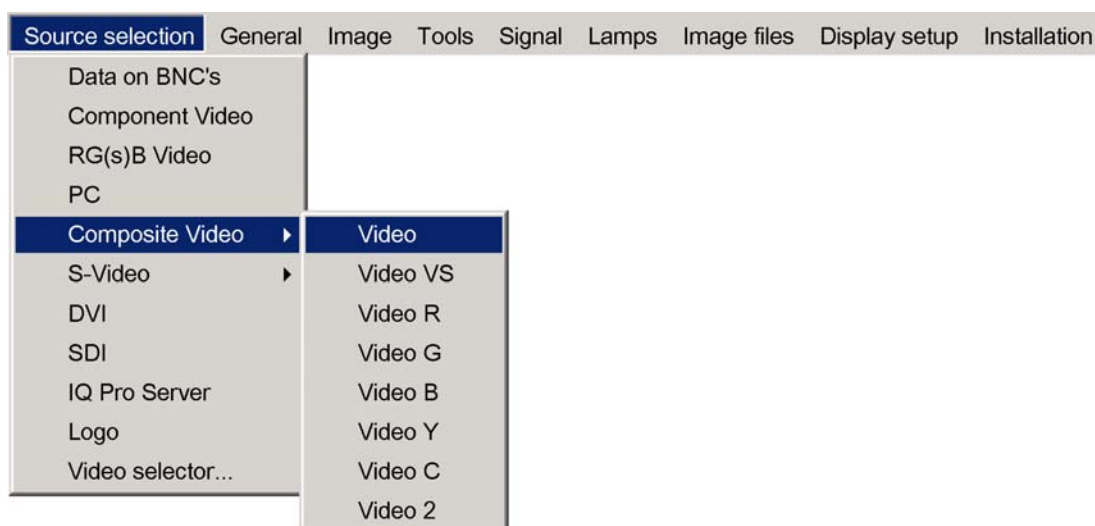 Source selection General Image Tools Signal Lamps Image files Display setup Installation
Data on BNC's
Component Video
RG(s)B Video
PC
Composite Video
S-Video
DVI
SDI
IQ Pro Server
Logo
Video selector...
Video
Video VS
Video R
Video G
Video B
Video Y
Video C
Video 2